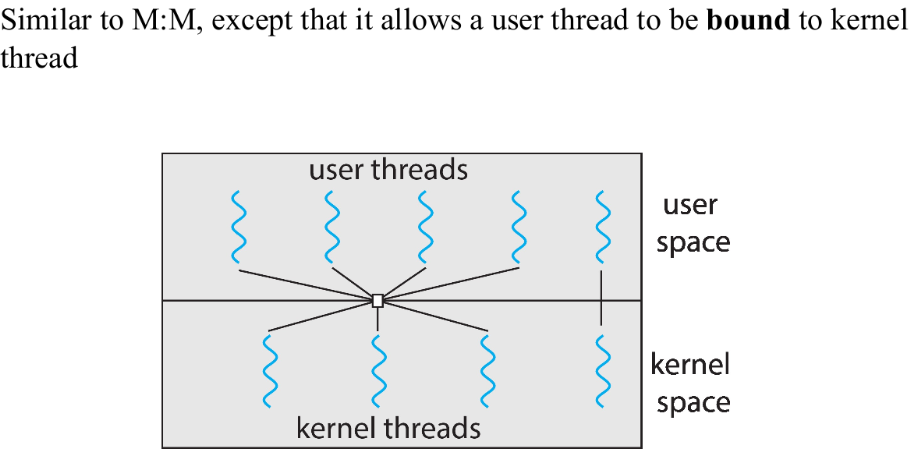 Similar to M:M, except that it allows a user thread to be bound to kernel
thread
user threads
user
space
kernel
space
kernel threads